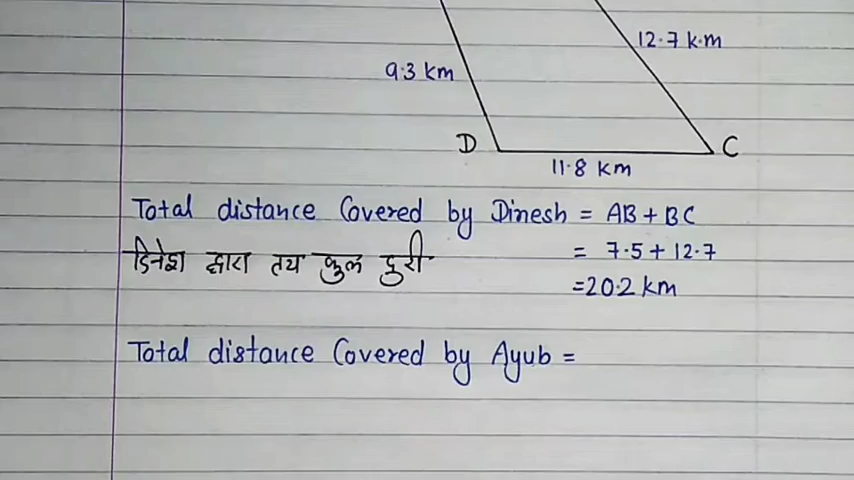 12.7 k.m
9.3 km
D
C
11.8 km
Total distance Covered by Dinesh = AB + BC
डिनेश द्वारा तय कुल दुरी
= 7.5 + 12.7
=20.2 km
Total distance Covered by Ayub =